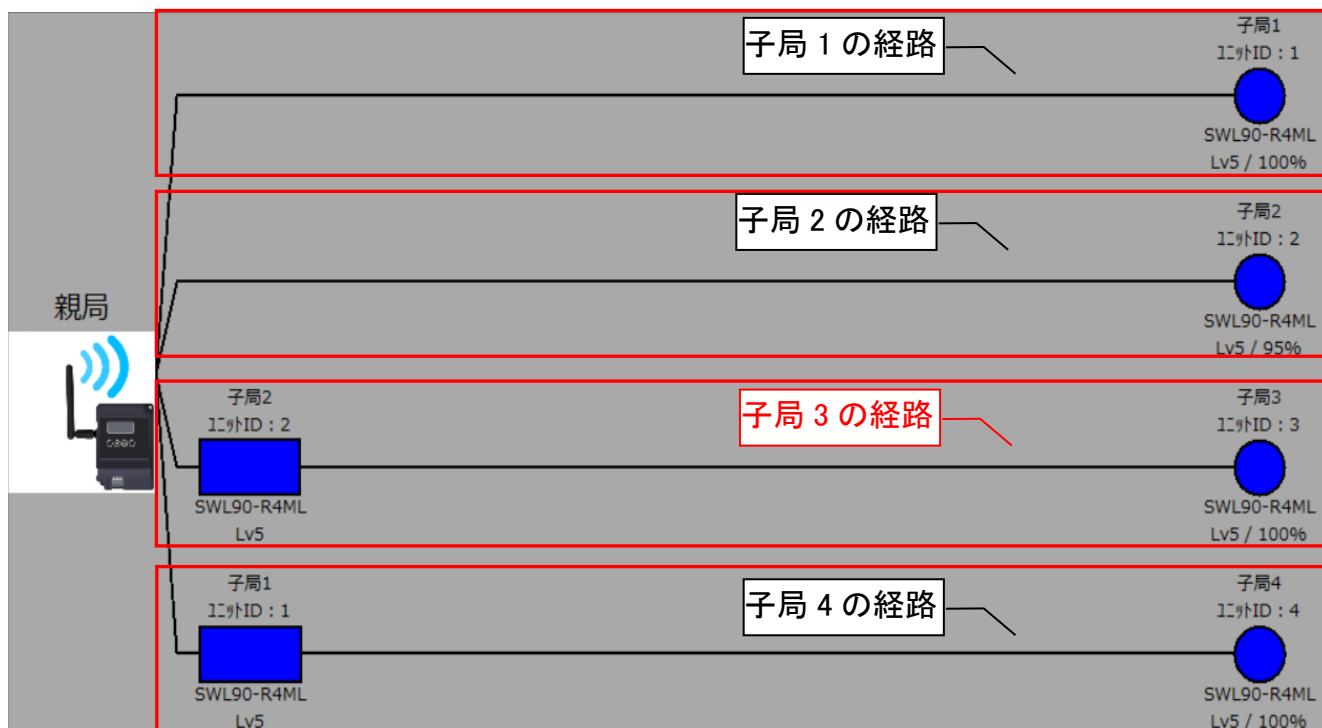 子局1の経路
子局1
ﾕﾆｯﾄID:1
SWL90-R4ML
Lv5 / 100%
子局2の経路
子局2
ﾕﾆｯﾄID:2
SWL90-R4ML
Lv5 / 95%
親局
子局2
ﾕﾆｯﾄID:2
SWL90-R4ML
Lv5
子局3の経路
子局3
ﾕﾆｯﾄID:3
SWL90-R4ML
Lv5 / 100%
子局1
ﾕﾆｯﾄID:1
SWL90-R4ML
Lv5
子局4の経路
子局4
ﾕﾆｯﾄID:4
SWL90-R4ML
Lv5 / 100%